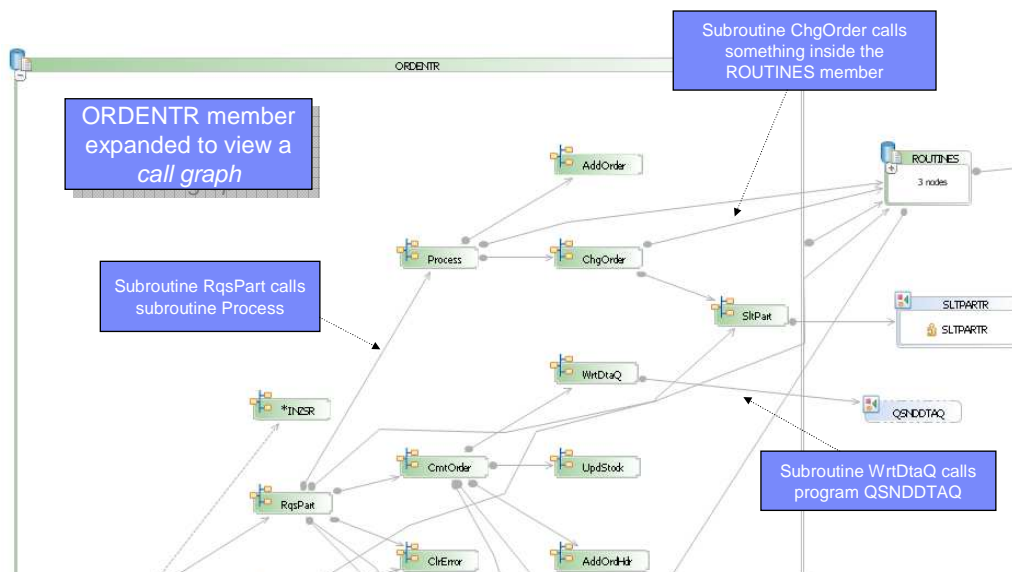 Subroutine ChgOrder calls
something inside the
ROUTINES member
ORDENTR
ORDENTR member
expanded to view a
call graph
AddOrder
ROUTINES
3 nodes
Process
ChgOrder
Subroutine RqsPart calls
subroutine Process
SltPart
SLTPARTR
SLTPARTR
WrtDtaQ
*INZSR
QSNDDTAQ
CmtOrder
UpdStock
Subroutine WrtDtaQ calls
program QSNDDTAQ
RqsPart
ClrError
AddOrdHdr